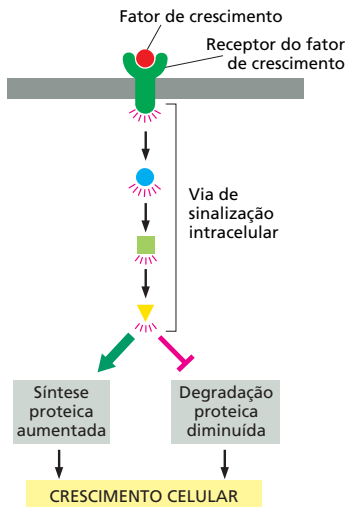 Fator de crescimento
Receptor do fator
de crescimento
Via de
sinalização
intracelular
Síntese
proteica
aumentada
Degradação
proteica
diminuída
CRESCIMENTO CELULAR